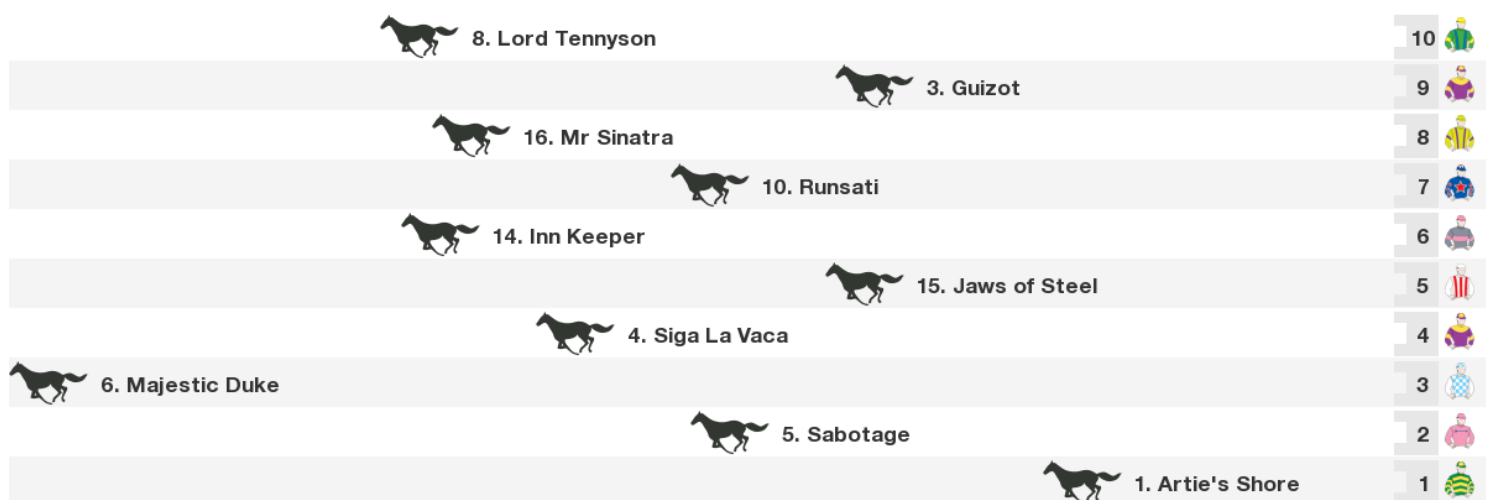 8. Lord Tennyson 10
3. Guizot 9
16. Mr Sinatra 8
10. Runsati 7
14. Inn Keeper 6
15. Jaws of Steel 5
4. Siga La Vaca 4
6. Majestic Duke 3
5. Sabotage 2
1. Artie's Shore 1